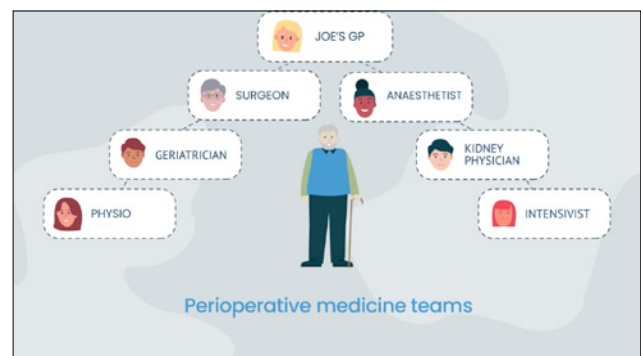 JOE'S GP
SURGEON
ANAESTHETIST
GERIATRICIAN
KIDNEY
PHYSICIAN
PHYSIO
INTENSIVIST
Perioperative medicine teams